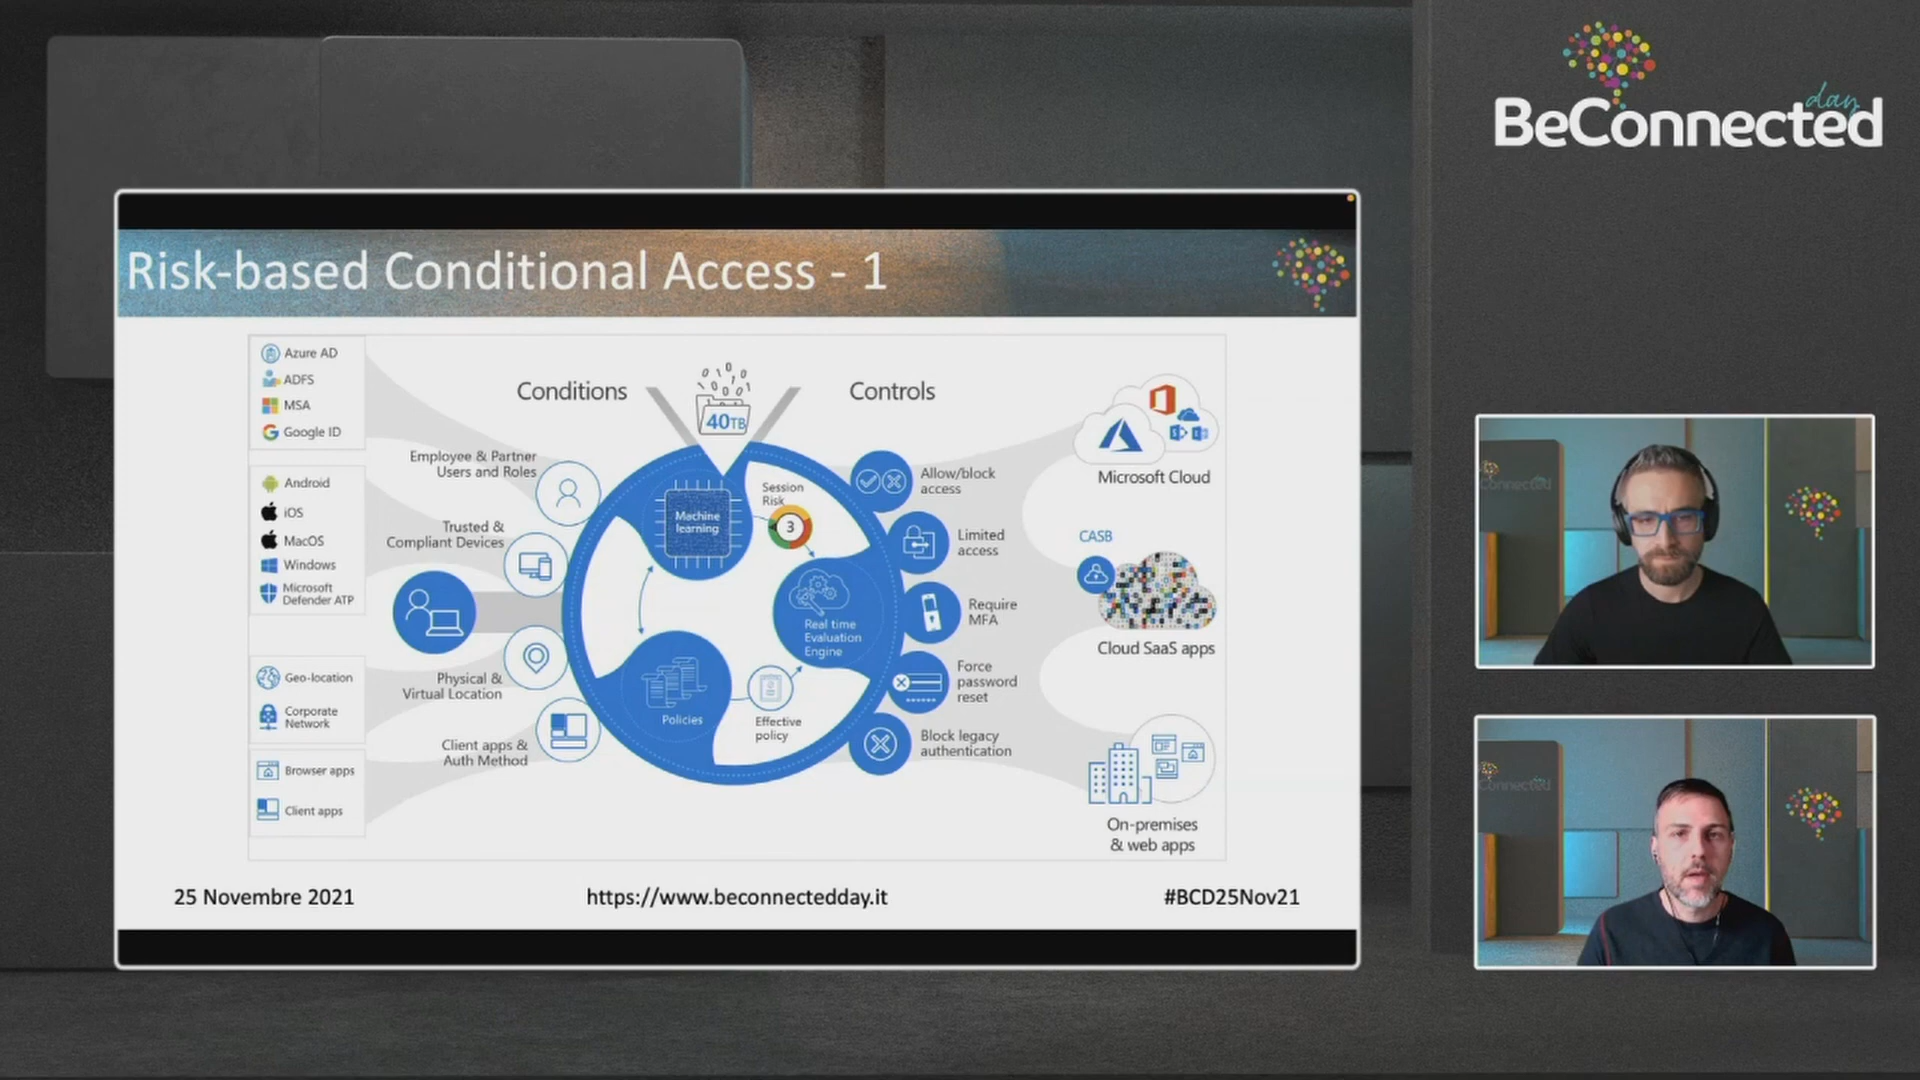 day
BeConnected
Risk-based Conditional Access - 1
Azure AD
ADFS
MSA
Google ID
Android
iOS
MacOS
Windows
Microsoft
Defender ATP
Geo-location
Corporate
Network
Browser apps
Client apps
Conditions
Employee & Partner
Users and Roles
Trusted &
Compliant Devices
Physical &
Virtual Location
Client apps &
Auth Method
40TB
Machine
learning
Session
Risk
3
Real time
Evaluation
Engine
Policies
Effective
policy
Controls
Allow/block
access
Limited
access
Require
MFA
Force
password
reset
Block legacy
authentication
Microsoft Cloud
CASB
Cloud SaaS apps
On-premises
& web apps
25 Novembre 2021
https://www.beconnectedday.it
#BCD25Nov21
Connected
Connected